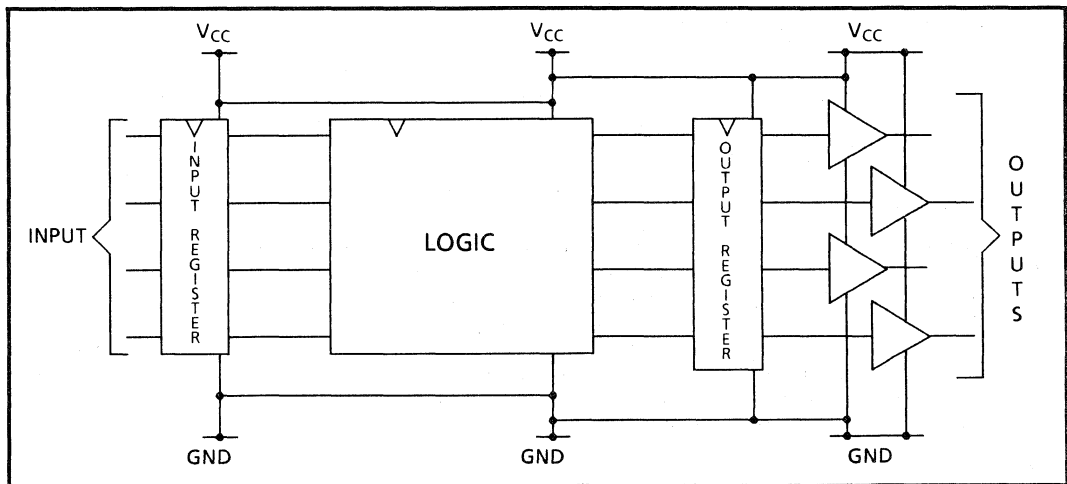 VCC
VCC
VCC
INPUT
INPUT REGISTER
LOGIC
OUTPUT REGISTER
OUTPUTS
GND
GND
GND